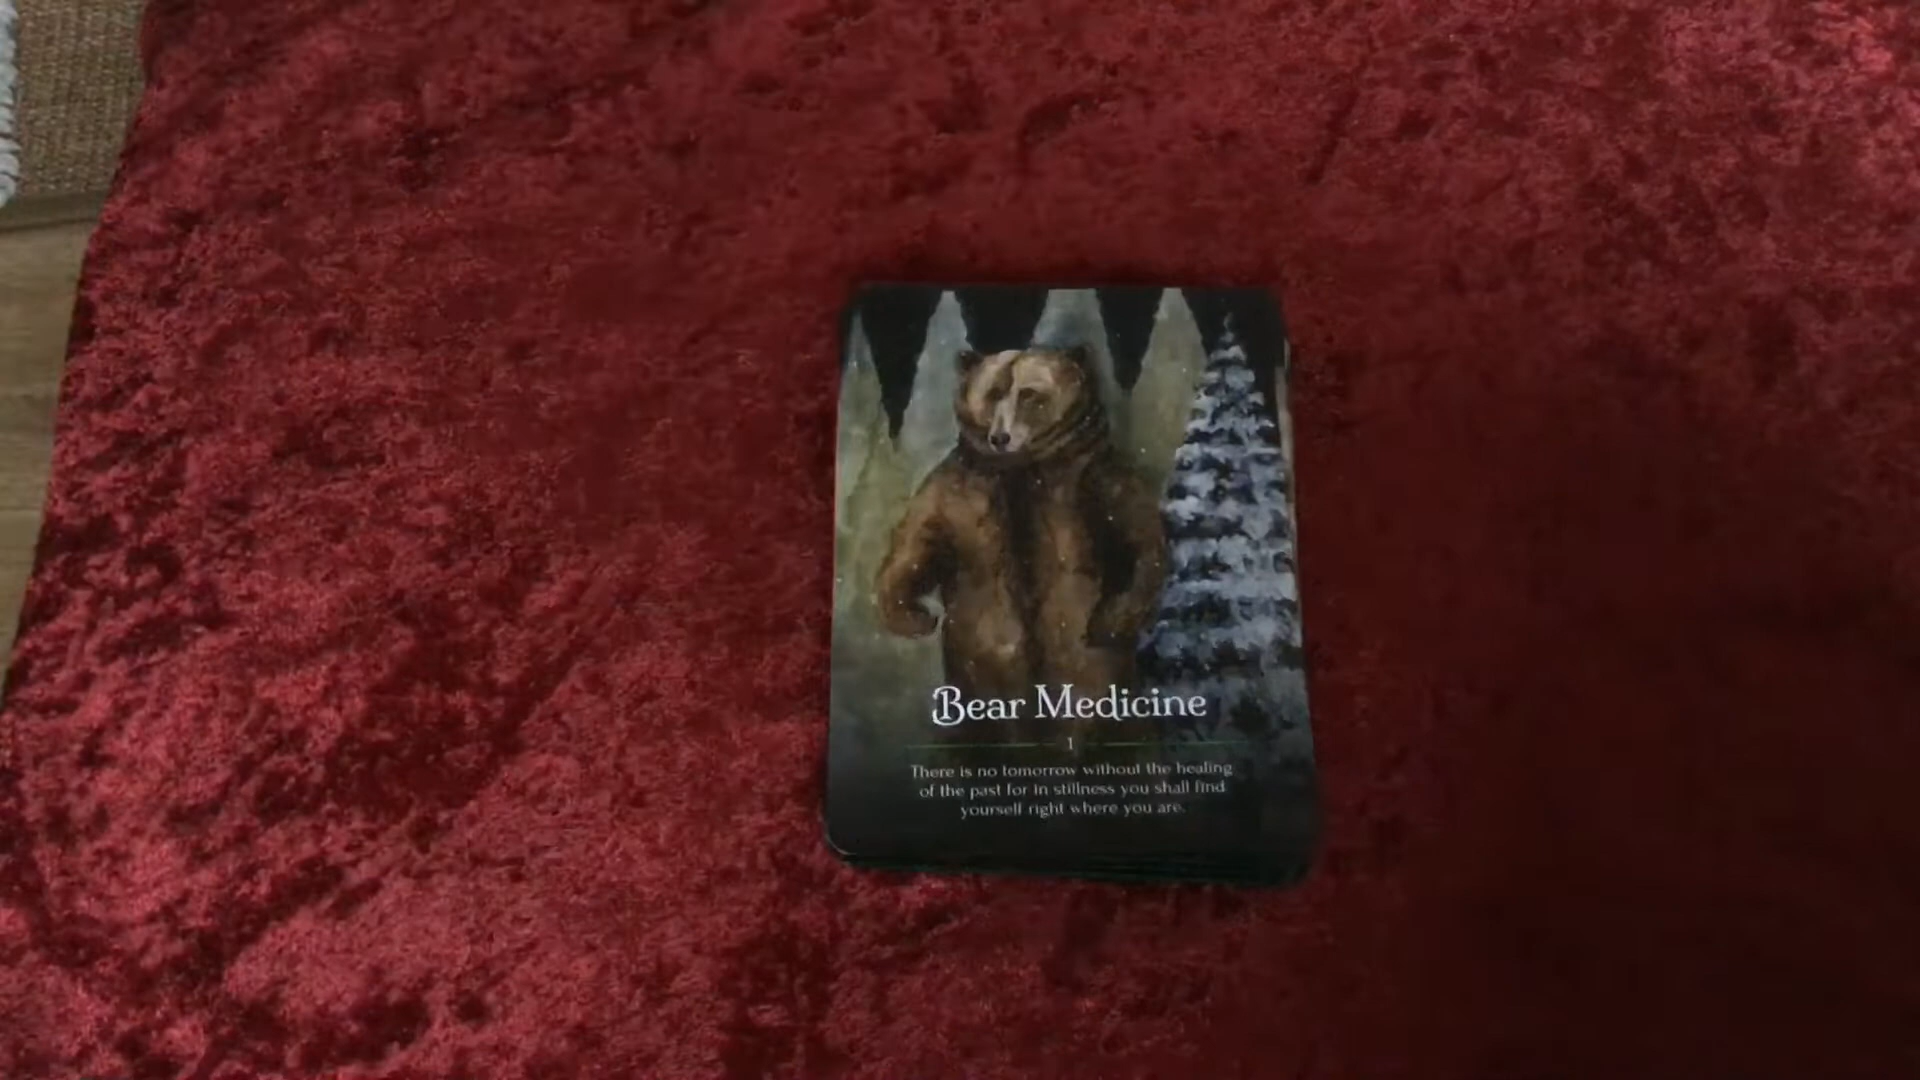 Bear Medicine
1
There is no tomorrow without the healing
of the past for in stillness you shall find
yourself right where you are.